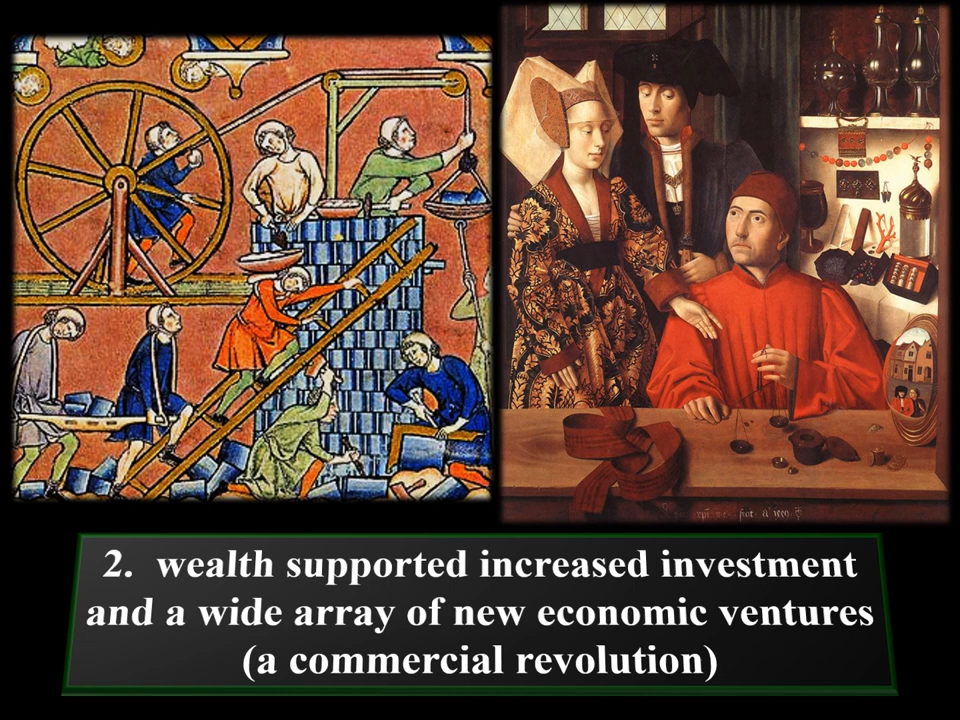 2. wealth supported increased investment
and a wide array of new economic ventures
(a commercial revolution)